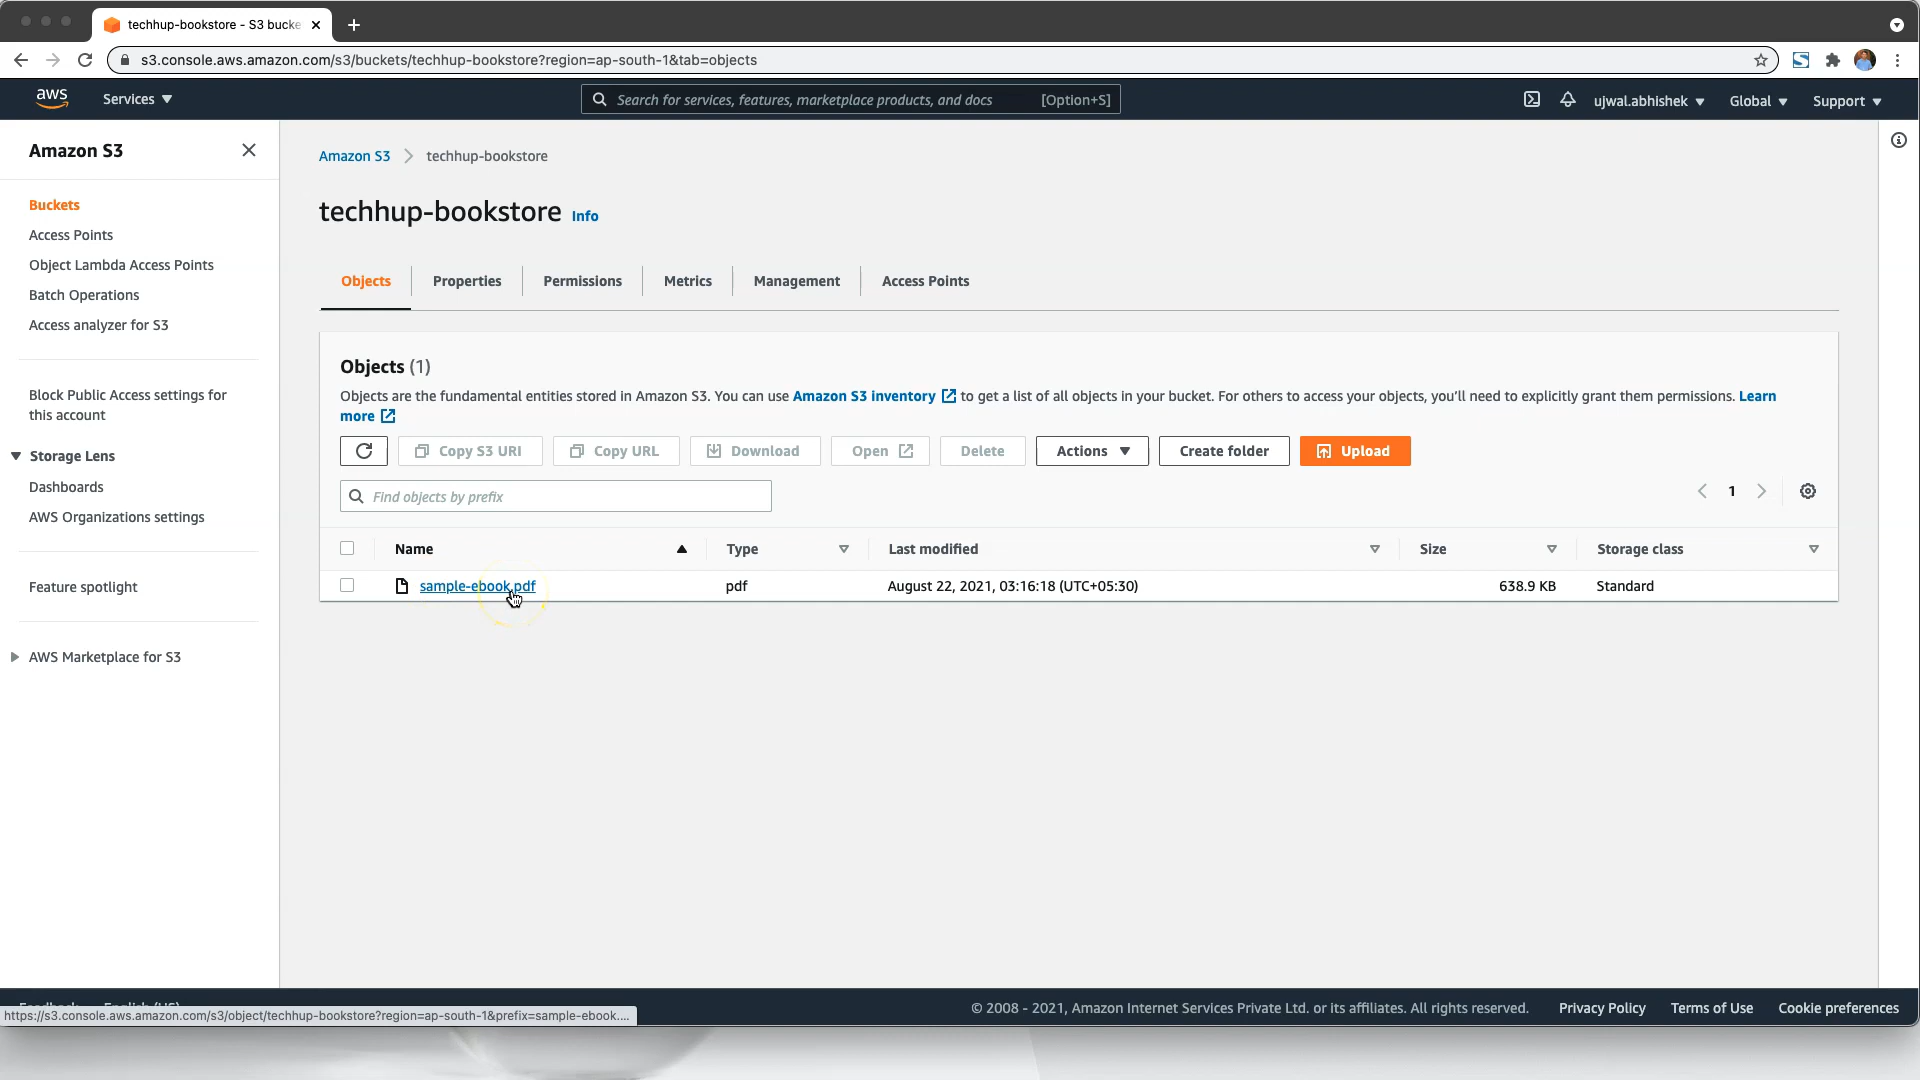 techhup-bookstore - S3 bucke
s3.console.aws.amazon.com/s3/buckets/techhup-bookstore?region=ap-south-1&tab=objects
aws
Services
Search for services, features, marketplace products, and docs
[Option+S]
ujwal.abhishek
Global
Support
Amazon S3
Buckets
Access Points
Object Lambda Access Points
Batch Operations
Access analyzer for S3
Block Public Access settings for
this account
Storage Lens
Dashboards
AWS Organizations settings
Feature spotlight
AWS Marketplace for S3
Amazon S3
techhup-bookstore
techhup-bookstore Info
Objects
Properties
Permissions
Metrics
Management
Access Points
Objects (1)
Objects are the fundamental entities stored in Amazon S3. You can use Amazon S3 inventory to get a list of all objects in your bucket. For others to access your objects, you'll need to explicitly grant them permissions. Learn
more
Copy S3 URI
Copy URL
Download
Open
Delete
Actions
Create folder
Upload
Find objects by prefix
1
Name
Type
Last modified
Size
Storage class
sample-ebook.pdf
pdf
August 22, 2021, 03:16:18 (UTC+05:30)
638.9 KB
Standard
© 2008 - 2021, Amazon Internet Services Private Ltd. or its affiliates. All rights reserved.
Privacy Policy
Terms of Use
Cookie preferences
https://s3.console.aws.amazon.com/s3/object/techhup-bookstore?region=ap-south-1&prefix=sample-ebook....